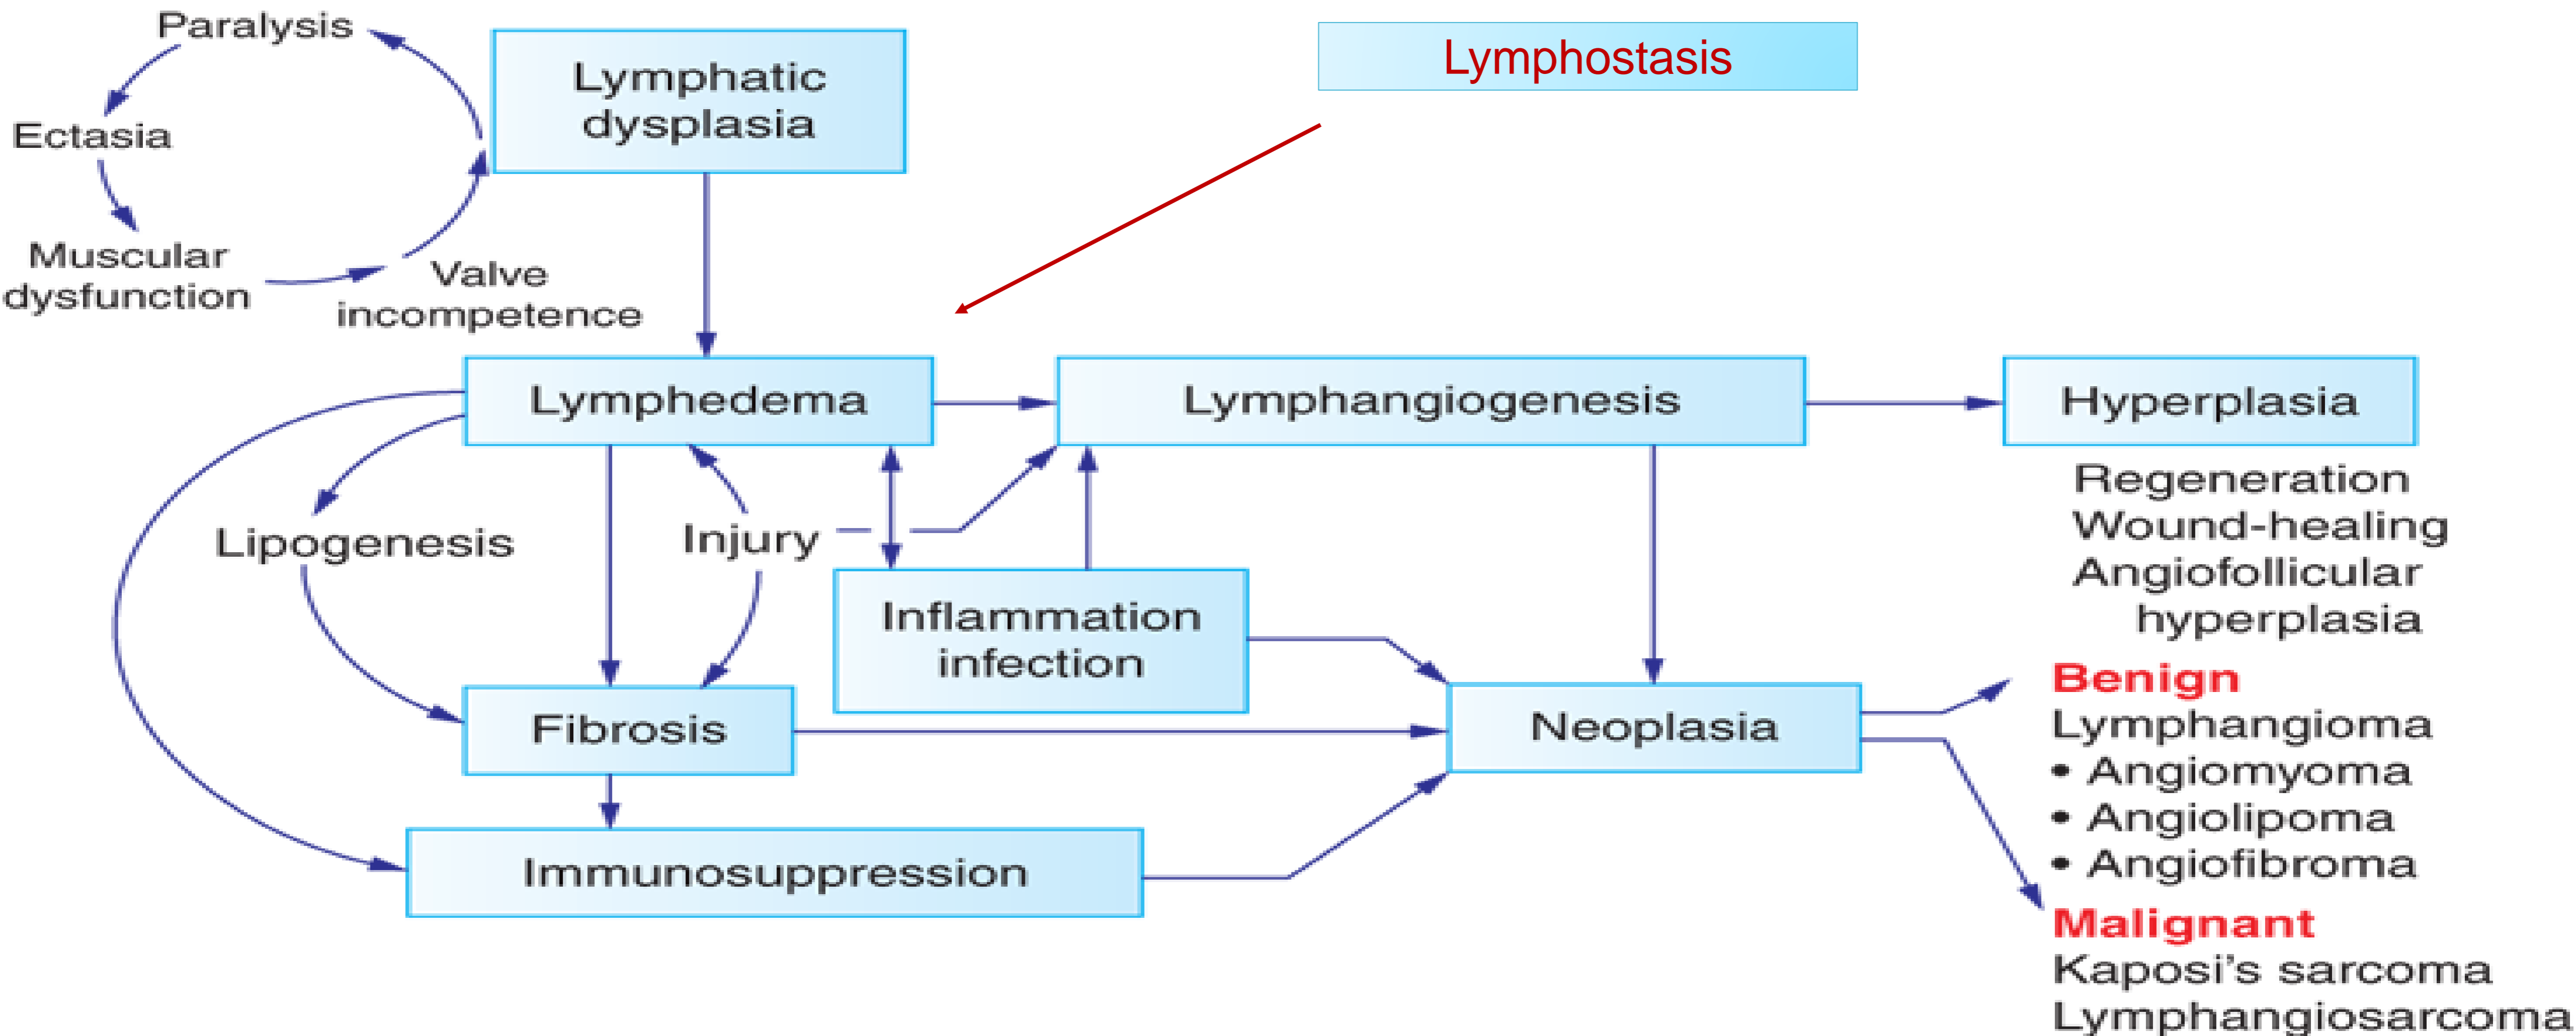 Paralysis
Lymphatic
dysplasia
Lymphostasis
Ectasia
Muscular
dysfunction
Valve
incompetence
Lymphedema
Lymphangiogenesis
Hyperplasia
Regeneration
Wound-healing
Angiofollicular
hyperplasia
Lipogenesis
Injury
Inflammation
infection
Fibrosis
Neoplasia
Immunosuppression
Benign
Lymphangioma
• Angiomyoma
• Angiolipoma
• Angiofibroma
Malignant
Kaposi's sarcoma
Lymphangiosarcoma